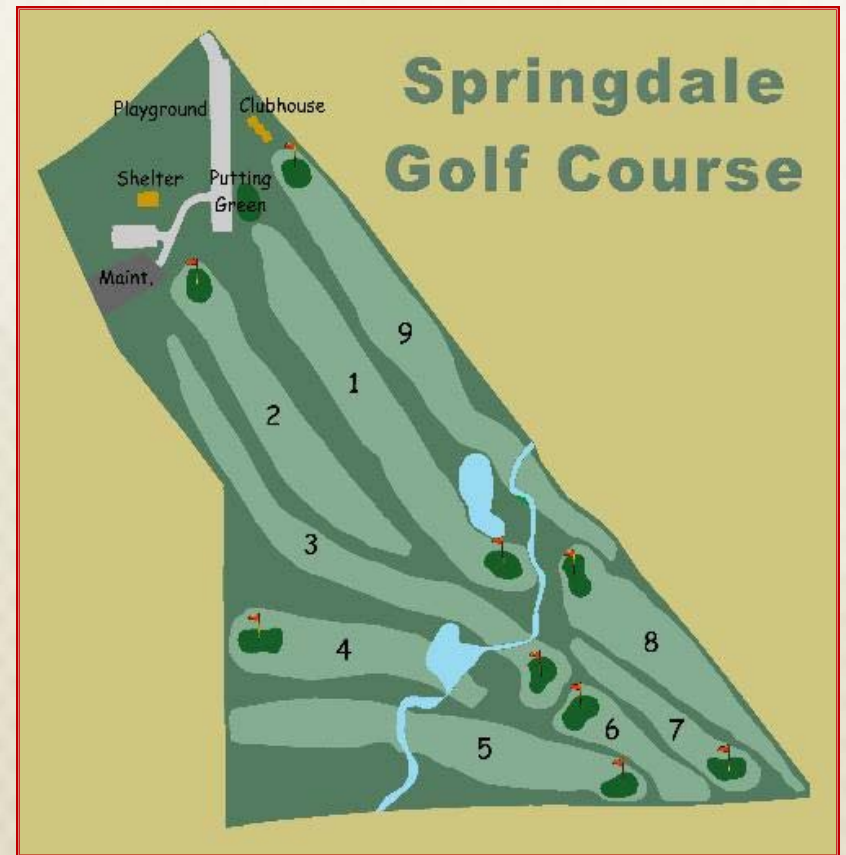 Springdale
Golf Course
Playground
Clubhouse
Shelter
Putting
Green
Maint.
9
1
2
3
4
8
6
7
5